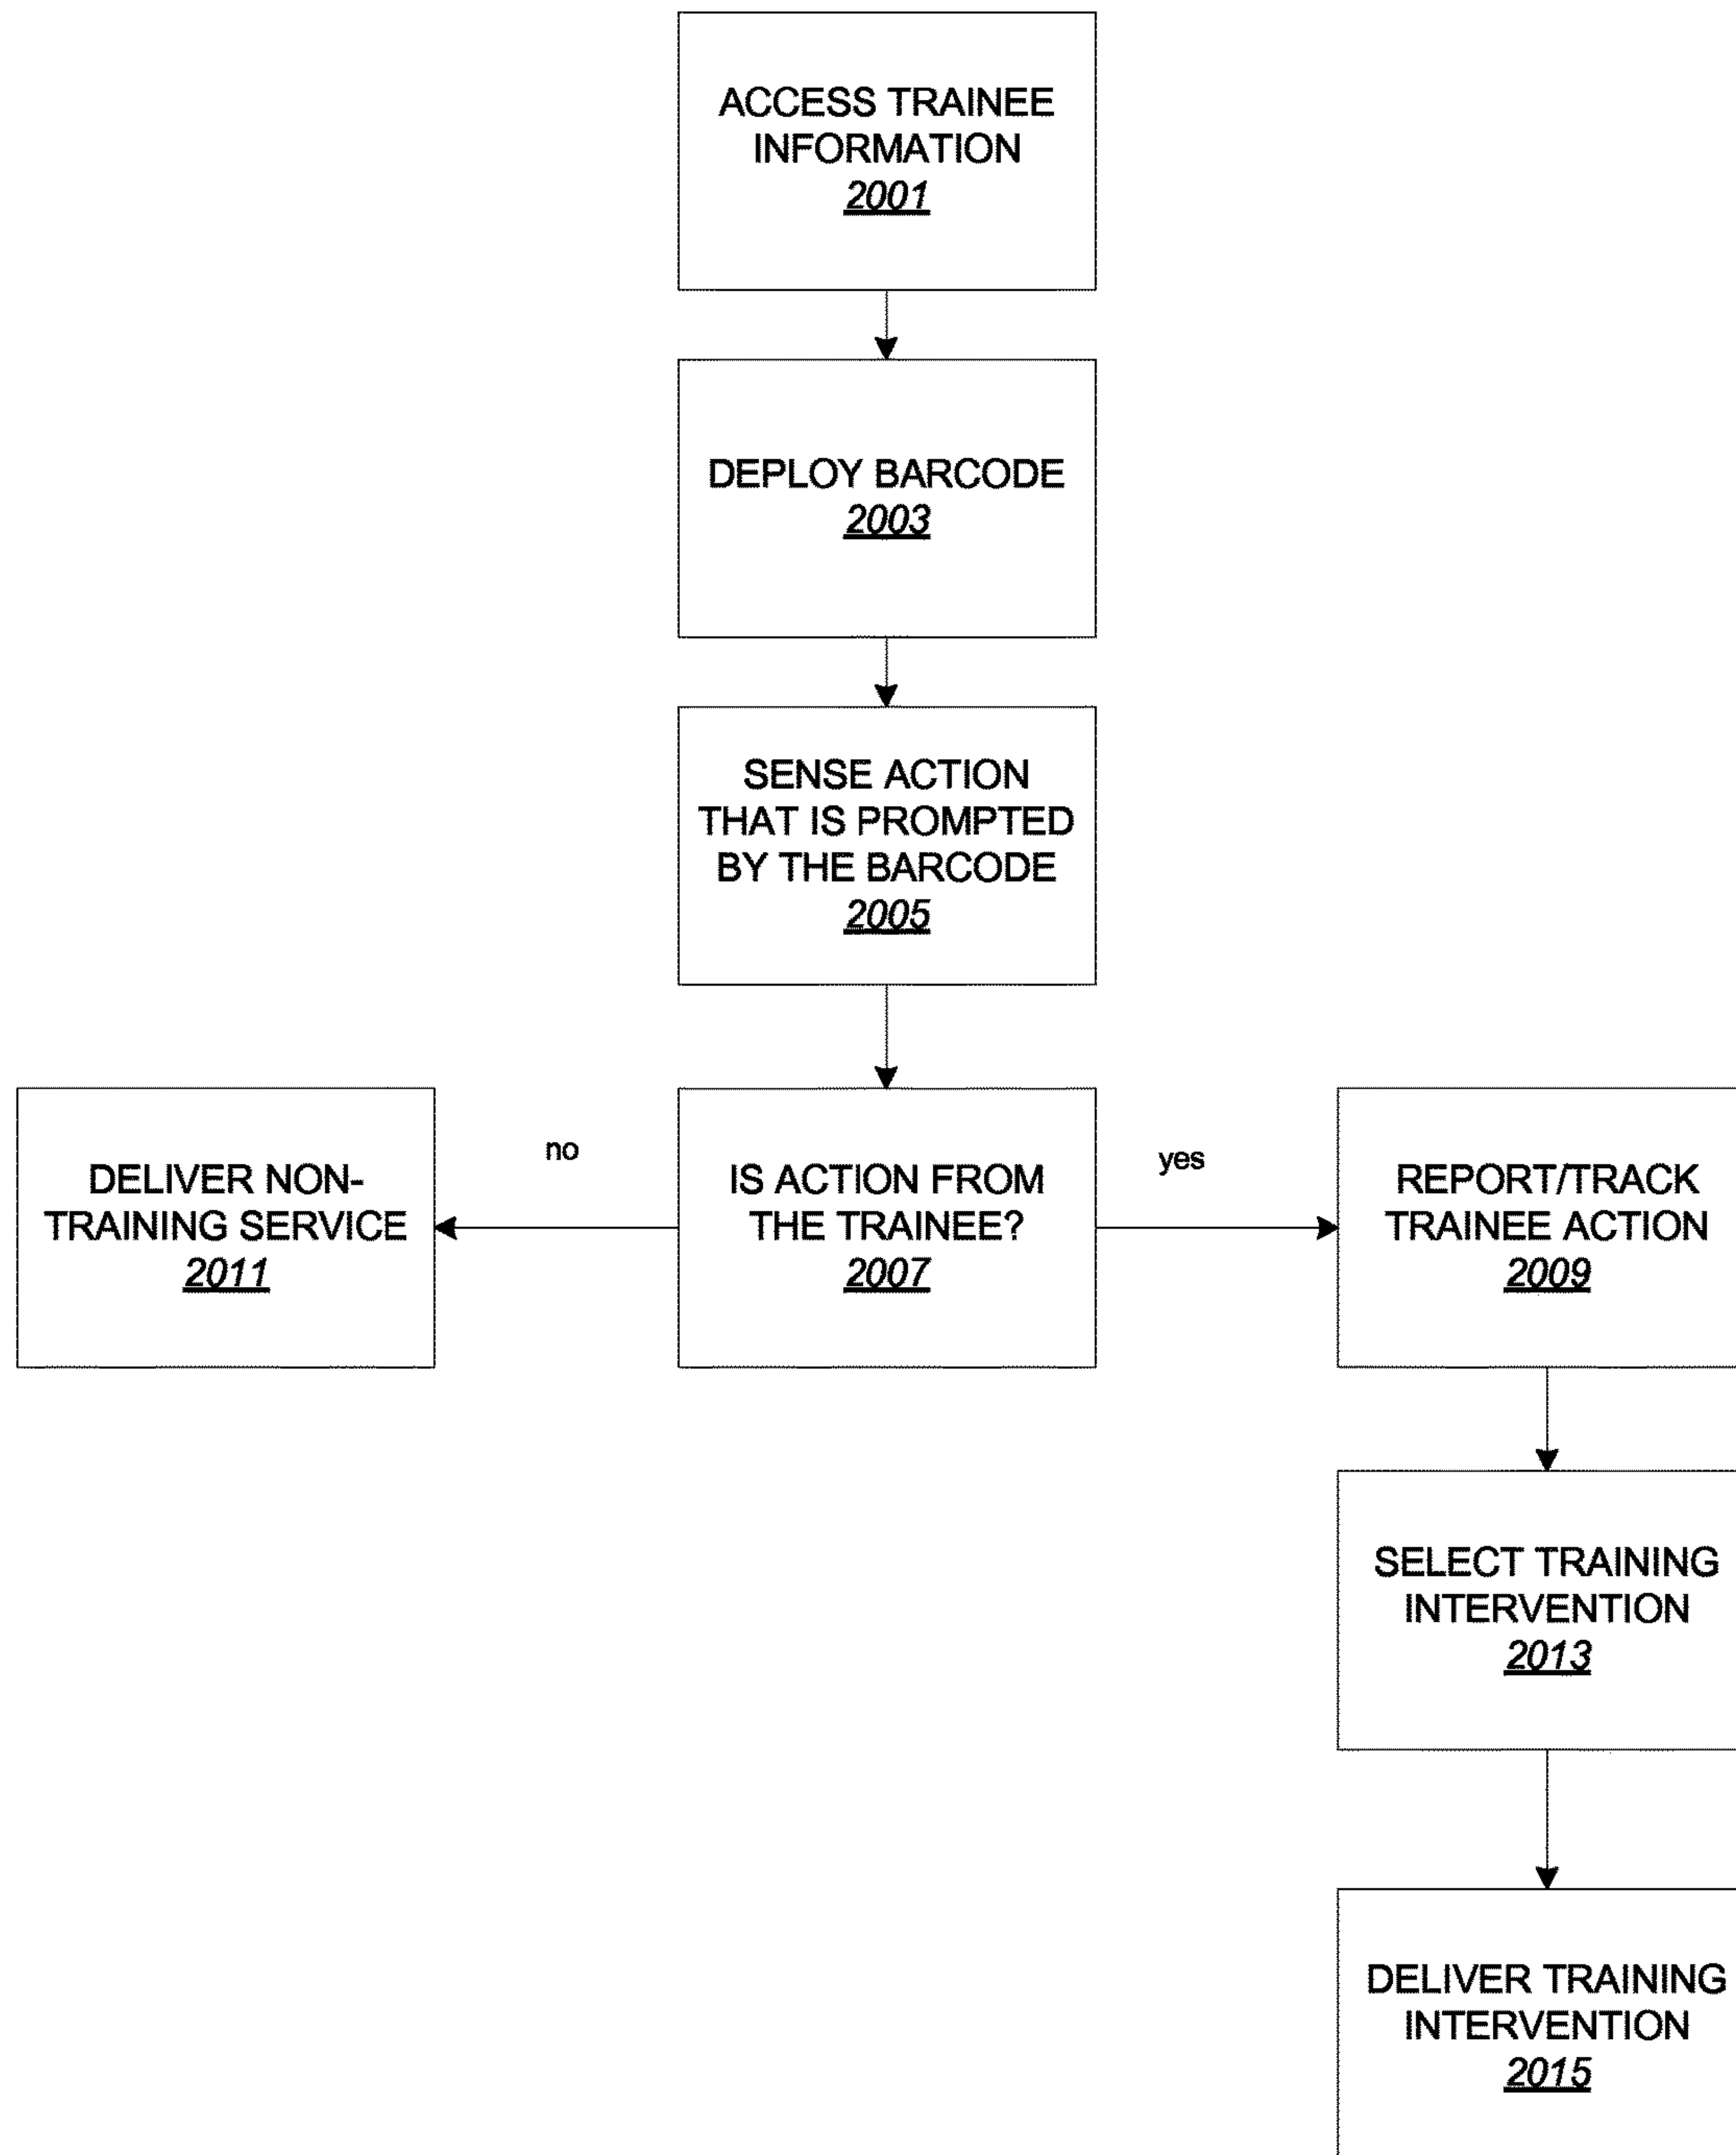 ACCESS TRAINEE
INFORMATION
2001
DEPLOY BARCODE
2003
SENSE ACTION
THAT IS PROMPTED
BY THE BARCODE
2005
DELIVER NON-
TRAINING SERVICE
2011
no
IS ACTION FROM
THE TRAINEE?
2007
yes
REPORT/TRACK
TRAINEE ACTION
2009
SELECT TRAINING
INTERVENTION
2013
DELIVER TRAINING
INTERVENTION
2015